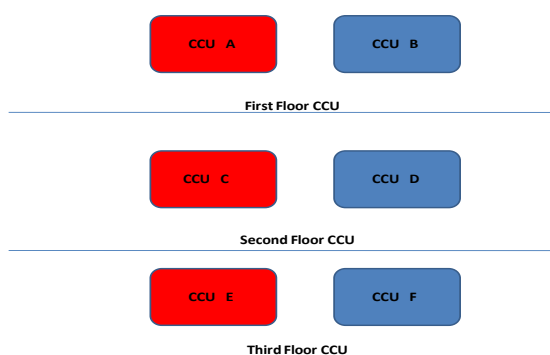 CCU A CCU B
First Floor CCU
CCU C CCU D
Second Floor CCU
CCU E CCU F
Third Floor CCU